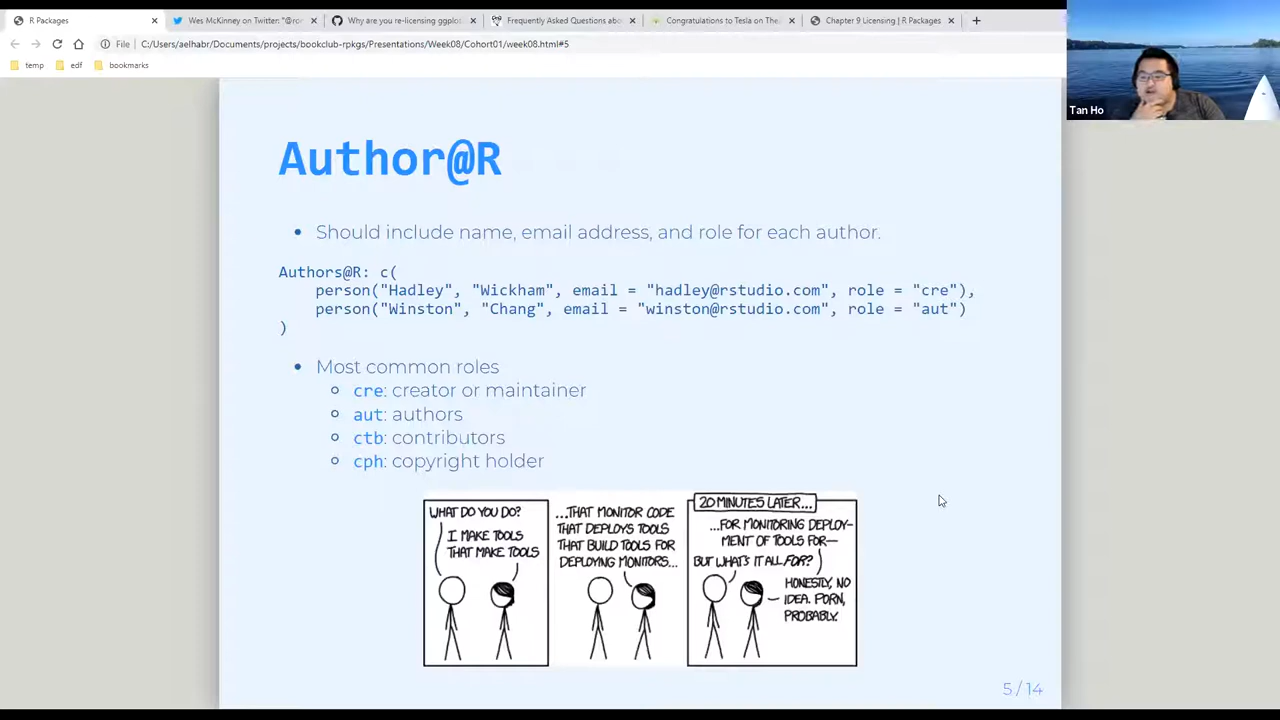 R Packages
Wes McKinney on Twitter: "@ror
Why are you re-licensing ggplo
Frequently Asked Questions abo
Congratulations to Tesla on The
Chapter 9 Licensing | R Packages
File C:/Users/aelhabr/Documents/projects/bookclub-rpkgs/Presentations/Week08/Cohort01/week08.html#5
temp edf bookmarks
Tan Ho
Author@R
• Should include name, email address, and role for each author.
Authors@R: c(
person("Hadley", "Wickham", email = "hadley@rstudio.com", role = "cre"),
person("Winston", "Chang", email = "winston@rstudio.com", role = "aut")
)
• Most common roles
cre: creator or maintainer
aut: authors
ctb: contributors
cph: copyright holder
WHAT DO YOU DO?
I MAKE TOOLS
THAT MAKE TOOLS
...THAT MONITOR CODE
THAT DEPLOYS TOOLS
THAT BUILD TOOLS FOR
DEPLOYING MONITORS...
20 MINUTES LATER...
...FOR MONITORING DEPLOY-
MENT OF TOOLS FOR—
BUT WHAT'S IT ALL FOR?
HONESTLY, NO
IDEA. PORN,
PROBABLY.
5 / 14